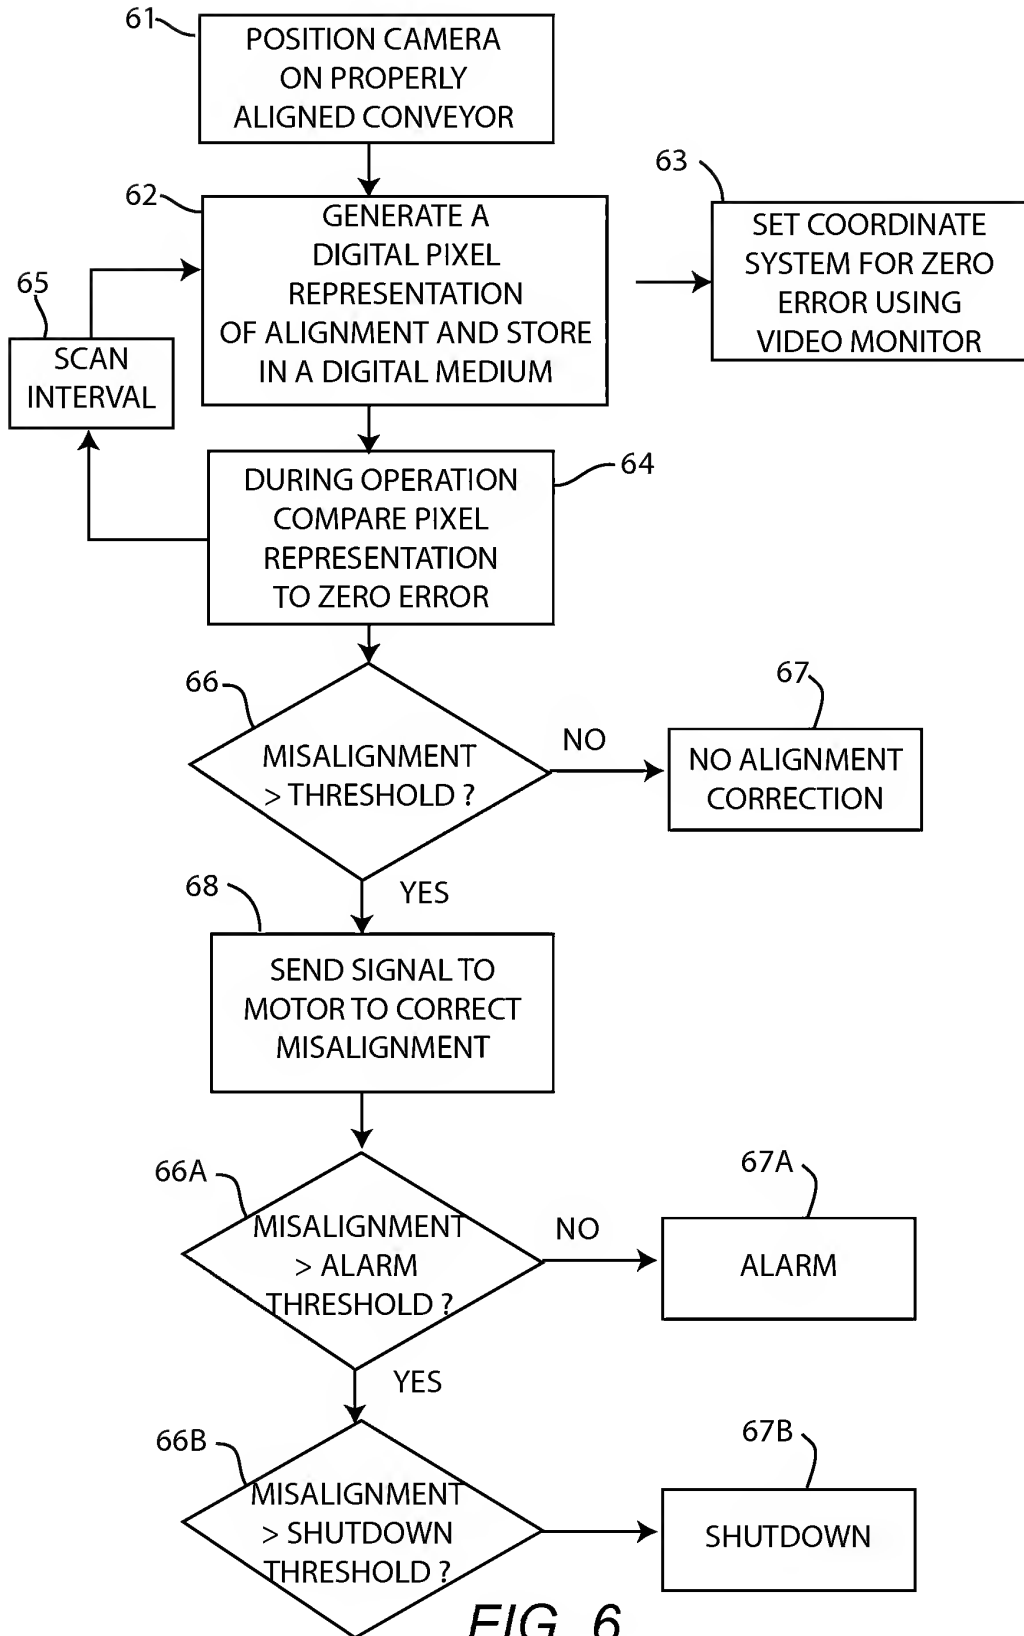 61
POSITION CAMERA
ON PROPERLY
ALIGNED CONVEYOR
62
GENERATE A
DIGITAL PIXEL
REPRESENTATION
OF ALIGNMENT AND STORE
IN A DIGITAL MEDIUM
63
SET COORDINATE
SYSTEM FOR ZERO
ERROR USING
VIDEO MONITOR
65
SCAN
INTERVAL
64
DURING OPERATION
COMPARE PIXEL
REPRESENTATION
TO ZERO ERROR
66
MISALIGNMENT
> THRESHOLD ?
NO
67
NO ALIGNMENT
CORRECTION
YES
68
SEND SIGNAL TO
MOTOR TO CORRECT
MISALIGNMENT
66A
MISALIGNMENT
> ALARM
THRESHOLD ?
NO
67A
ALARM
YES
66B
MISALIGNMENT
> SHUTDOWN
THRESHOLD ?
67B
SHUTDOWN
FIG. 6